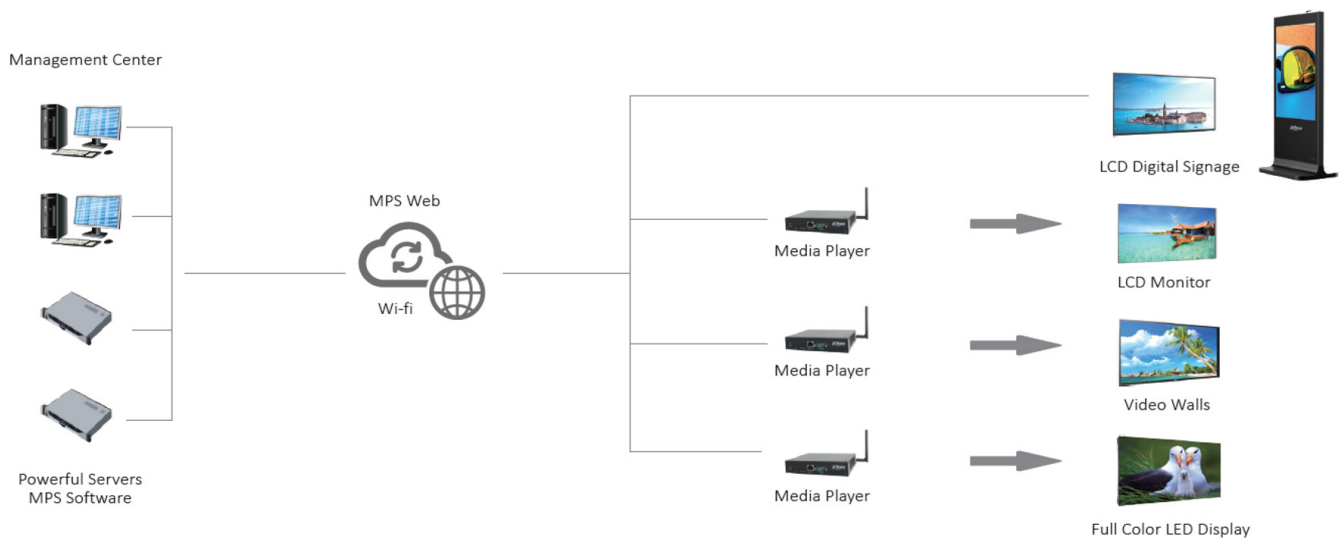 Management Center
MPS Web
Wi-fi
Powerful Servers
MPS Software
LCD Digital Signage
Media Player
LCD Monitor
Media Player
Video Walls
Media Player
Full Color LED Display
alhua